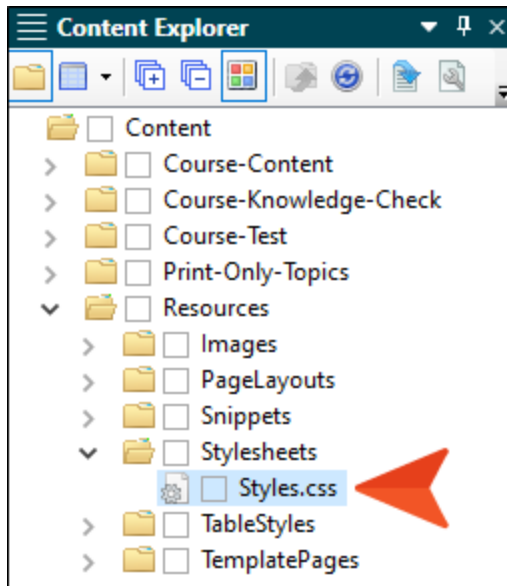 Content Explorer
Content
Course-Content
Course-Knowledge-Check
Course-Test
Print-Only-Topics
Resources
Images
PageLayouts
Snippets
Stylesheets
Styles.css
TableStyles
TemplatePages